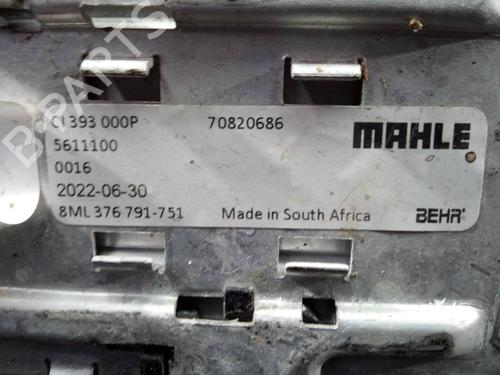 B-PARTS
CI 393 000P 70820686 MAHLE
5611100
0016
2022-06-30
8ML 376 791-751 Made in South Africa BEHR